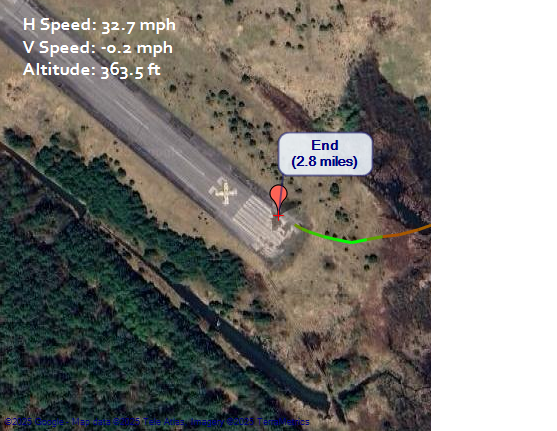 H Speed: 32.7 mph
V Speed: -0.2 mph
Altitude: 363.5 ft
End
(2.8 miles)